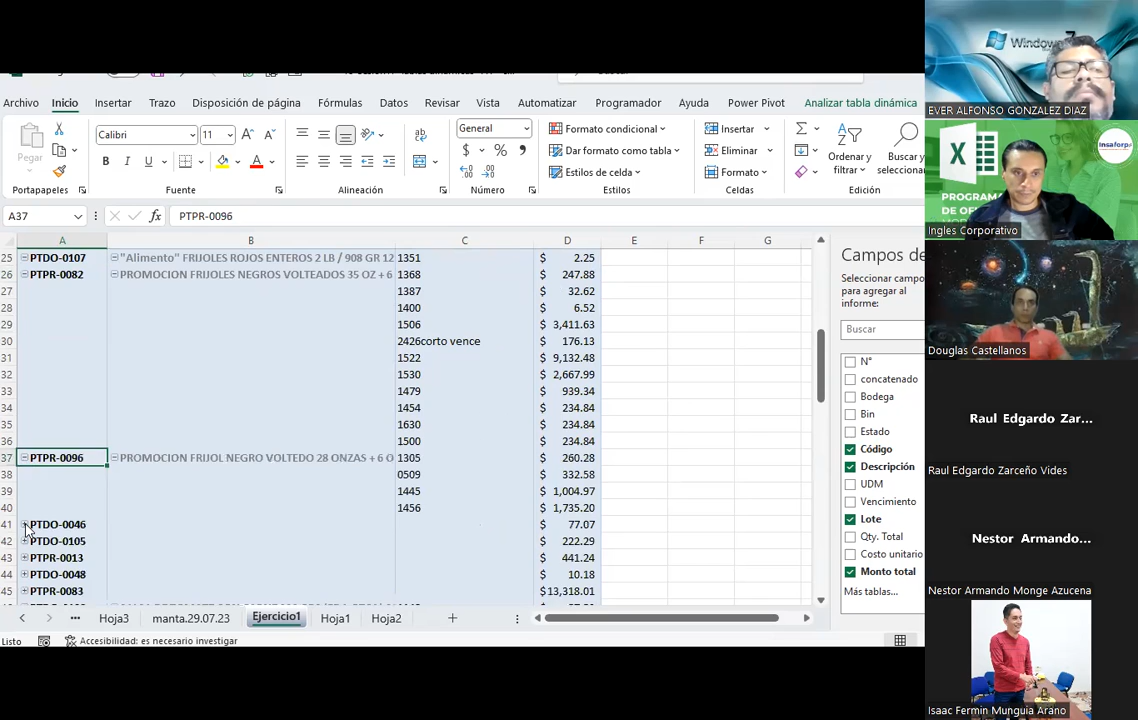 Archivo Inicio Insertar Trazo Disposición de página Fórmulas Datos Revisar Vista Automatizar Programador Ayuda Power Pivot Analizar tabla dinámica
Pegar
Calibri 11
N K S
General
$ % 9
Formato condicional
Dar formato como tabla
Estilos de celda
Insertar
Eliminar
Formato
Ordenar y
filtrar
Buscar y
seleccionar
Portapapeles Fuente Alineación Número Estilos Celdas Edición
A37 fx PTPR-0096
A B C D E F G
25 PTDO-0107 "Alimento" FRIJOLES ROJOS ENTEROS 2 LB / 908 GR 12 1351 $ 2.25
26 PTPR-0082 PROMOCION FRIJOLES NEGROS VOLTEADOS 35 OZ + 6 1368 $ 247.88
27 1387 $ 32.62
28 1400 $ 6.52
29 1506 $ 3,411.63
30 2426corto vence $ 176.13
31 1522 $ 9,132.48
32 1530 $ 2,667.99
33 1479 $ 939.34
34 1454 $ 234.84
35 1630 $ 234.84
36 1500 $ 234.84
37 PTPR-0096 PROMOCION FRIJOL NEGRO VOLTEDO 28 ONZAS + 6 O 1305 $ 260.28
38 0509 $ 332.58
39 1445 $ 1,004.97
40 1456 $ 1,735.20
41 PTDO-0046 $ 77.07
42 PTDO-0105 $ 222.29
43 PTPR-0013 $ 441.24
44 PTDO-0048 $ 10.18
45 PTPR-0083 $13,318.01
Campos de
Seleccionar campo
para agregar al
informe:
Buscar
N°
concatenado
Bodega
Bin
Estado
Código
Descripción
UDM
Vencimiento
Lote
Qty. Total
Costo unitario
Monto total
Más tablas...
... Hoja3 manta.29.07.23 Ejercicio1 Hoja1 Hoja2 +
Listo Accesibilidad: es necesario investigar
Windows 7
EVER ALFONSO GONZALEZ DIAZ
X
Insaforp
PROGRAMA
DE OFI
Ingles Corporativo
Douglas Castellanos
Raul Edgardo Zar...
Raul Edgardo Zarceño Vides
Nestor Armando...
Nestor Armando Monge Azucena
Isaac Fermin Munguia Arano